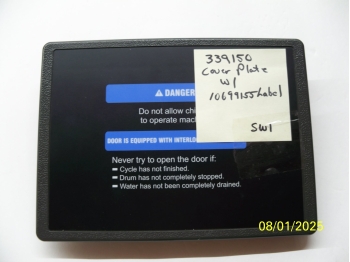 339150
Cover Plate
W/
10699155 Label
SW1
⚠ DANGER
Do not allow chi
to operate mac
DOOR IS EQUIPPED WITH INTERLO
Never try to open the door if:
– Cycle has not finished.
– Drum has not completely stopped.
– Water has not been completely drained.
08/01/2025